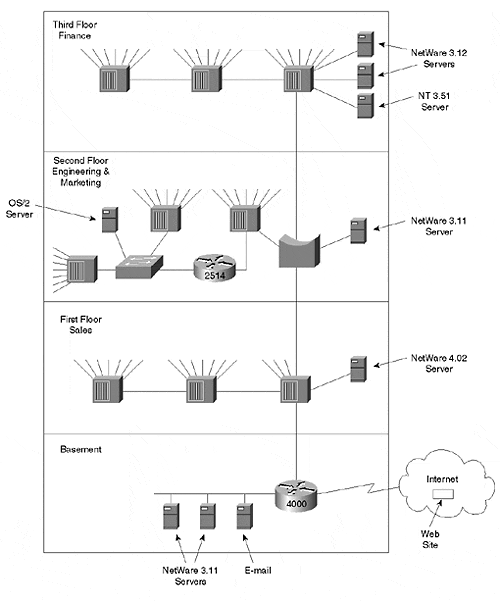 Third Floor
Finance
NetWare 3.12
Servers
NT 3.51
Server
Second Floor
Engineering &
Marketing
OS/2
Server
NetWare 3.11
Server
2514
First Floor
Sales
NetWare 4.02
Server
Basement
4000
Internet
Web
Site
NetWare 3.11
Servers
E-mail